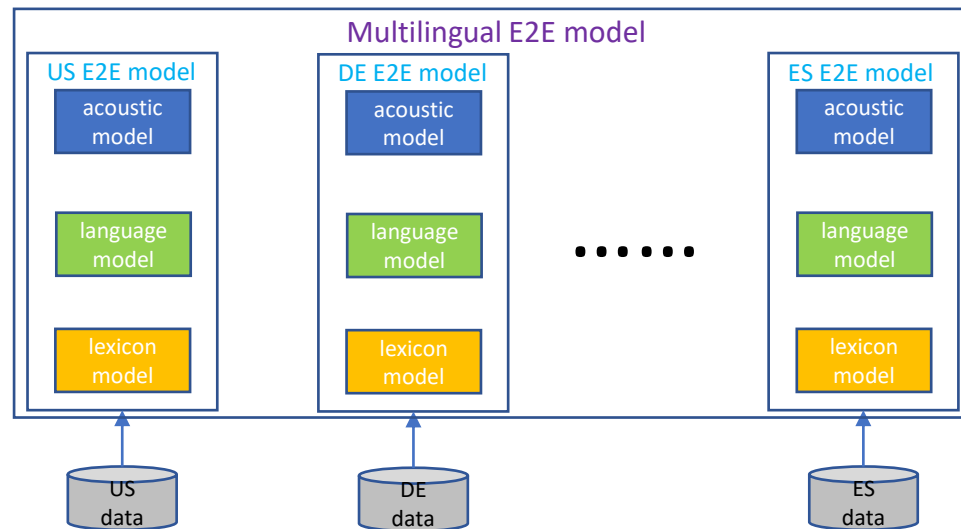 Multilingual E2E model
US E2E model
acoustic
model
language
model
lexicon
model
DE E2E model
acoustic
model
language
model
lexicon
model
......
ES E2E model
acoustic
model
language
model
lexicon
model
US
data
DE
data
ES
data